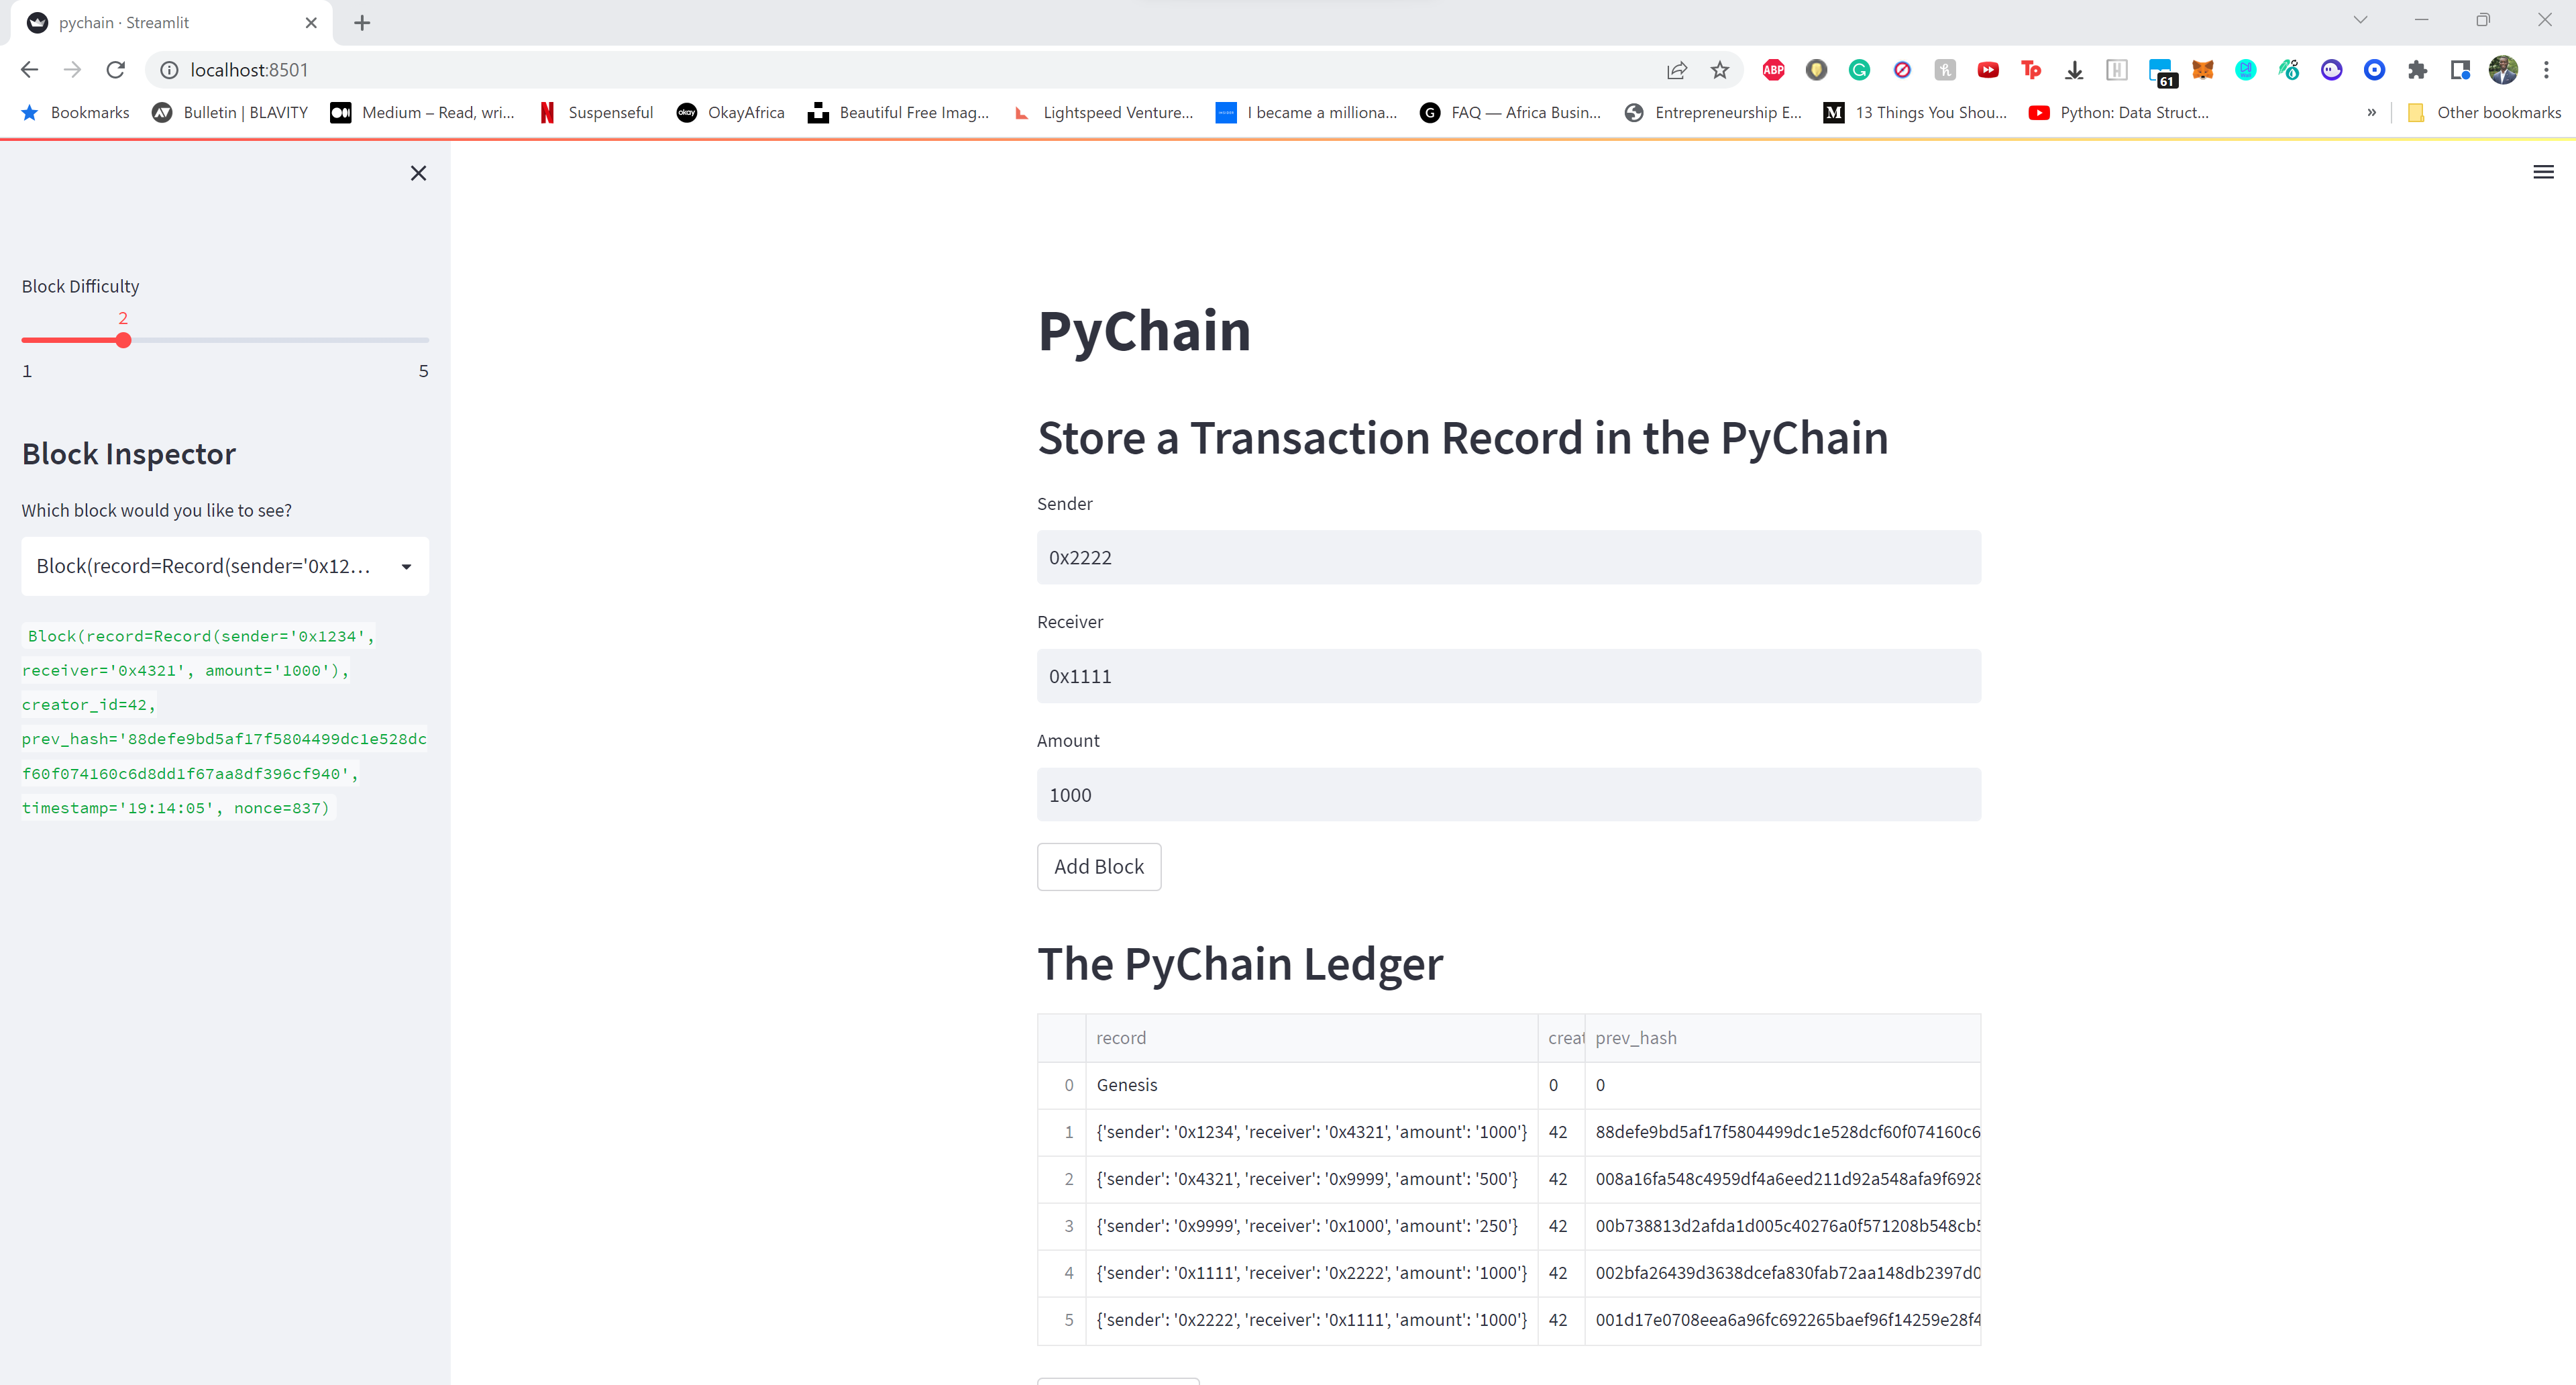 pychain · Streamlit
localhost:8501
ABP
61
Bookmarks
Bulletin | BLAVITY
Medium – Read, wri...
Suspenseful
OkayAfrica
Beautiful Free Imag...
Lightspeed Venture...
I became a milliona...
FAQ — Africa Busin...
Entrepreneurship E...
13 Things You Shou...
Python: Data Struct...
»
Other bookmarks
Block Difficulty
2
1
5
Block Inspector
Which block would you like to see?
Block(record=Record(sender='0x12...
Block(record=Record(sender='0x1234',
receiver='0x4321', amount='1000'),
creator_id=42,
prev_hash='88defe9bd5af17f5804499dc1e528dc
f60f074160c6d8dd1f67aa8df396cf940',
timestamp='19:14:05', nonce=837)
PyChain
Store a Transaction Record in the PyChain
Sender
0x2222
Receiver
0x1111
Amount
1000
Add Block
The PyChain Ledger
record creat prev_hash
0 Genesis 0 0
1 {'sender': '0x1234', 'receiver': '0x4321', 'amount': '1000'} 42 88defe9bd5af17f5804499dc1e528dcf60f074160c6
2 {'sender': '0x4321', 'receiver': '0x9999', 'amount': '500'} 42 008a16fa548c4959df4a6eed211d92a548afa9f6928
3 {'sender': '0x9999', 'receiver': '0x1000', 'amount': '250'} 42 00b738813d2afda1d005c40276a0f571208b548cb5
4 {'sender': '0x1111', 'receiver': '0x2222', 'amount': '1000'} 42 002bfa26439d3638dcefa830fab72aa148db2397d0
5 {'sender': '0x2222', 'receiver': '0x1111', 'amount': '1000'} 42 001d17e0708eea6a96fc692265baef96f14259e28f4